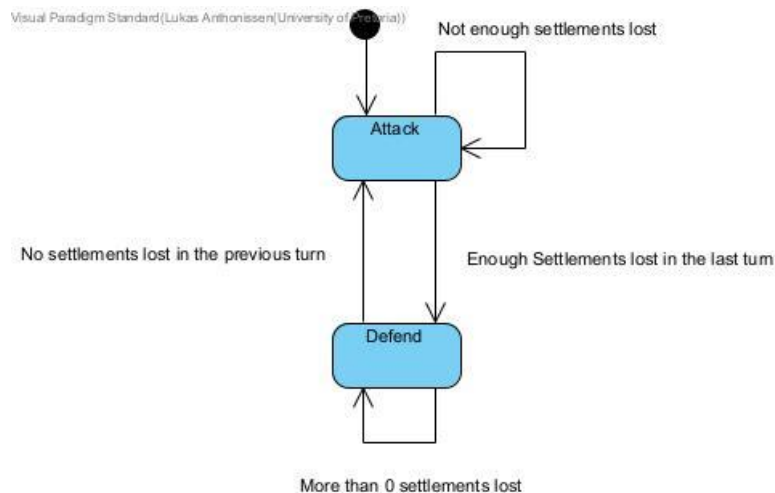 Visual Paradigm Standard(Lukas Anthonissen(University of Pretoria))
Not enough settlements lost
Attack
No settlements lost in the previous turn
Enough Settlements lost in the last turn
Defend
More than 0 settlements lost